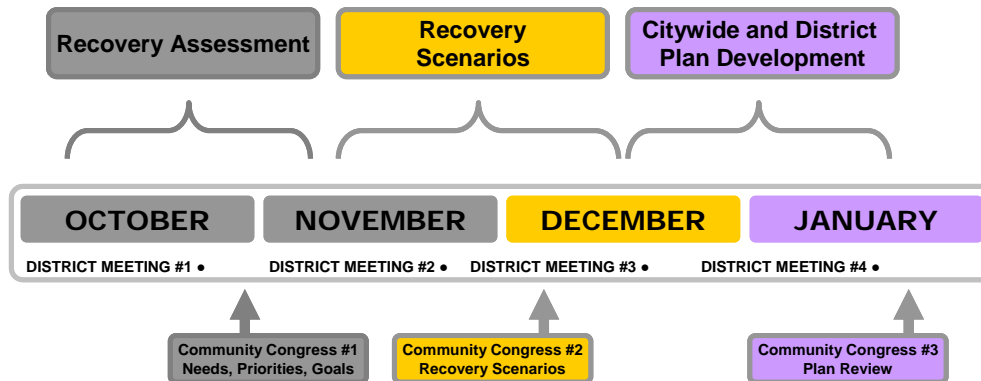 Recovery Assessment
Recovery
Scenarios
Citywide and District
Plan Development
OCTOBER
NOVEMBER
DECEMBER
JANUARY
DISTRICT MEETING #1 ●
DISTRICT MEETING #2 ●
DISTRICT MEETING #3 ●
DISTRICT MEETING #4 ●
Community Congress #1
Needs, Priorities, Goals
Community Congress #2
Recovery Scenarios
Community Congress #3
Plan Review